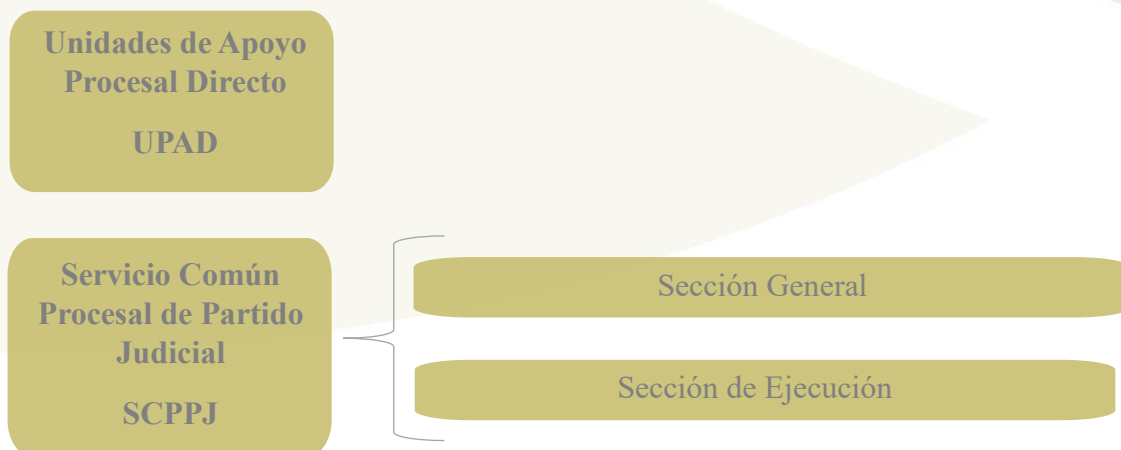 Unidades de Apoyo
Procesal Directo
UPAD
Servicio Común
Procesal de Partido
Judicial
SCPPJ
Sección General
Sección de Ejecución